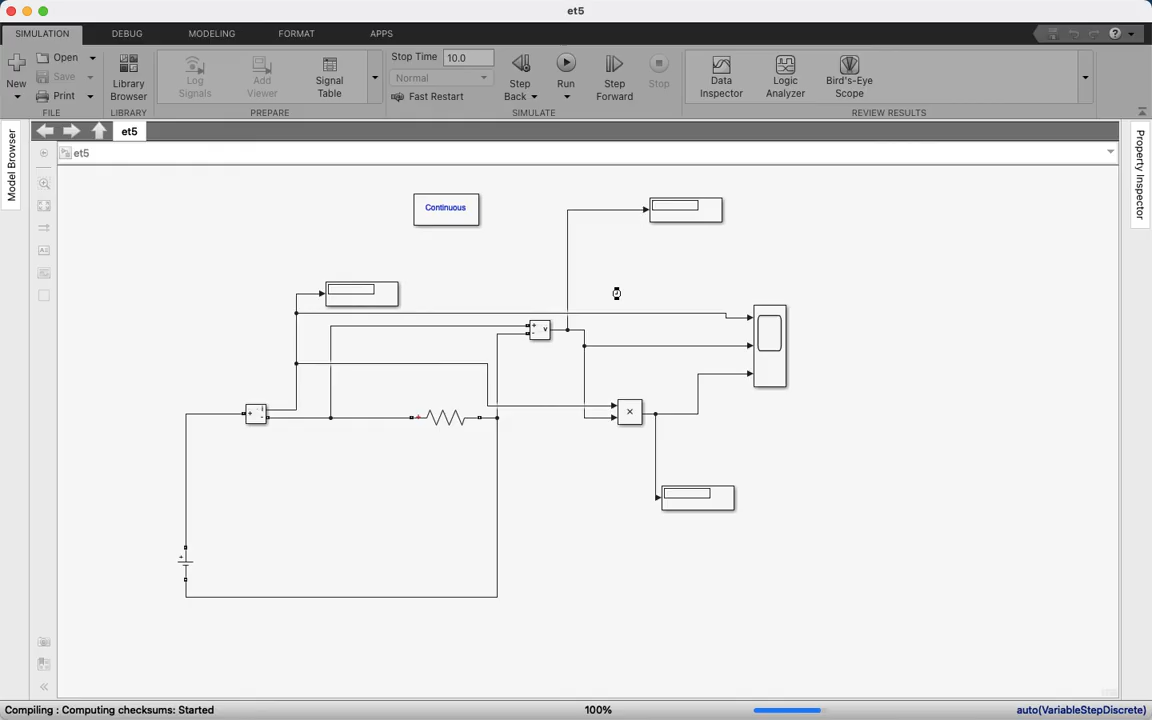 et5
SIMULATION DEBUG MODELING FORMAT APPS
?
New
Open
Save
Print
FILE
Library Browser
LIBRARY
Log Signals
Add Viewer
Signal Table
PREPARE
Stop Time 10.0
Normal
Fast Restart
Step Back
Run
Step Forward
Stop
SIMULATE
Data Inspector
Logic Analyzer
Bird's-Eye Scope
REVIEW RESULTS
et5
et5
Model Browser
Property Inspector
Continuous
+
-
v
+
i
-
+
×
+
Compiling : Computing checksums: Started 100% auto(VariableStepDiscrete)